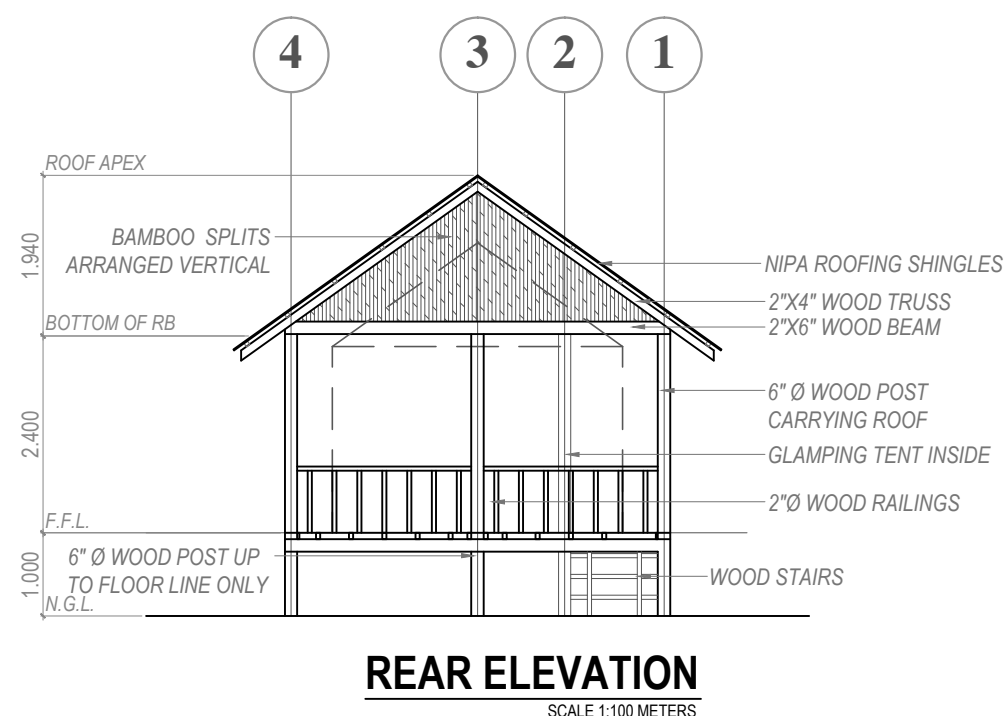 4
3
2
1
ROOF APEX
BAMBOO SPLITS
ARRANGED VERTICAL
1.940
NIPA ROOFING SHINGLES
2"X4" WOOD TRUSS
BOTTOM OF RB
2"X6" WOOD BEAM
6" Ø WOOD POST
CARRYING ROOF
2.400
GLAMPING TENT INSIDE
2"Ø WOOD RAILINGS
F.F.L.
6" Ø WOOD POST UP
TO FLOOR LINE ONLY
1.000
WOOD STAIRS
N.G.L.
REAR ELEVATION
SCALE 1:100 METERS